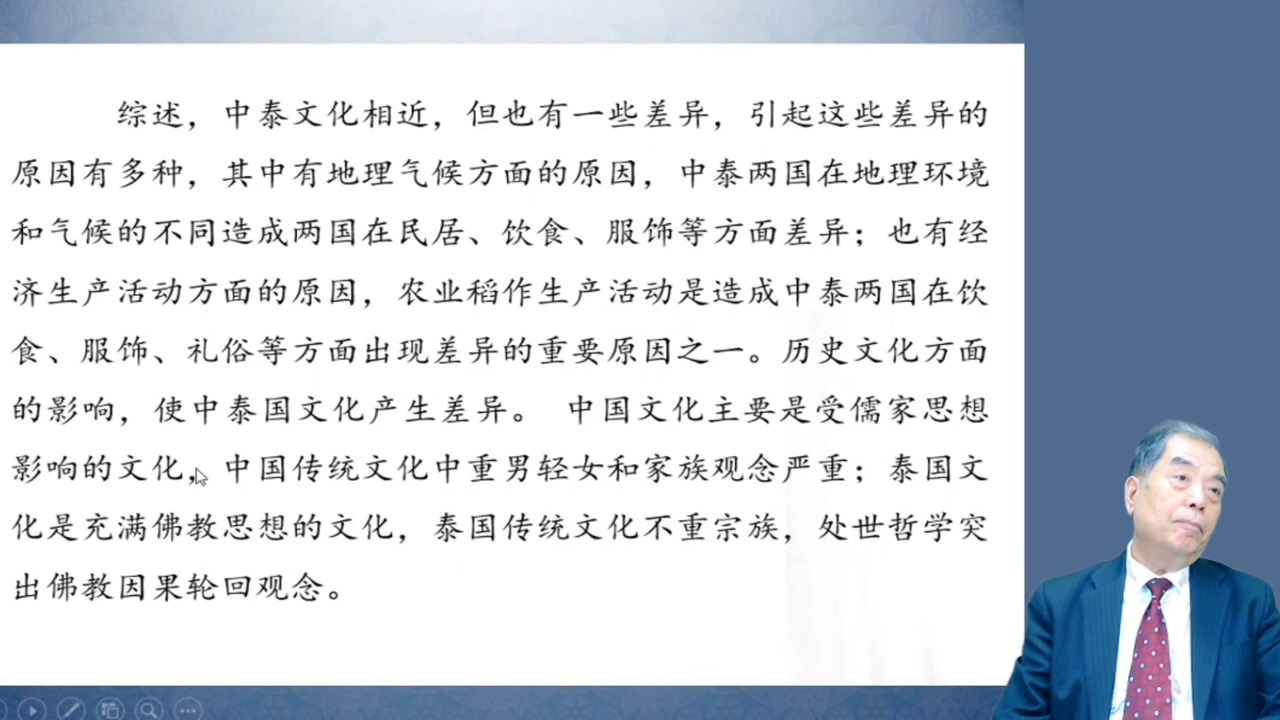 综述，中泰文化相近，但也有一些差异，引起这些差异的
原因有多种，其中有地理气候方面的原因，中泰两国在地理环境
和气候的不同造成两国在民居、饮食、服饰等方面差异；也有经
济生产活动方面的原因，农业稻作生产活动是造成中泰两国在饮
食、服饰、礼俗等方面出现差异的重要原因之一。历史文化方面
的影响，使中泰国文化产生差异。 中国文化主要是受儒家思想
影响的文化，中国传统文化中重男轻女和家族观念严重；泰国文
化是充满佛教思想的文化，泰国传统文化不重宗族，处世哲学突
出佛教因果轮回观念。